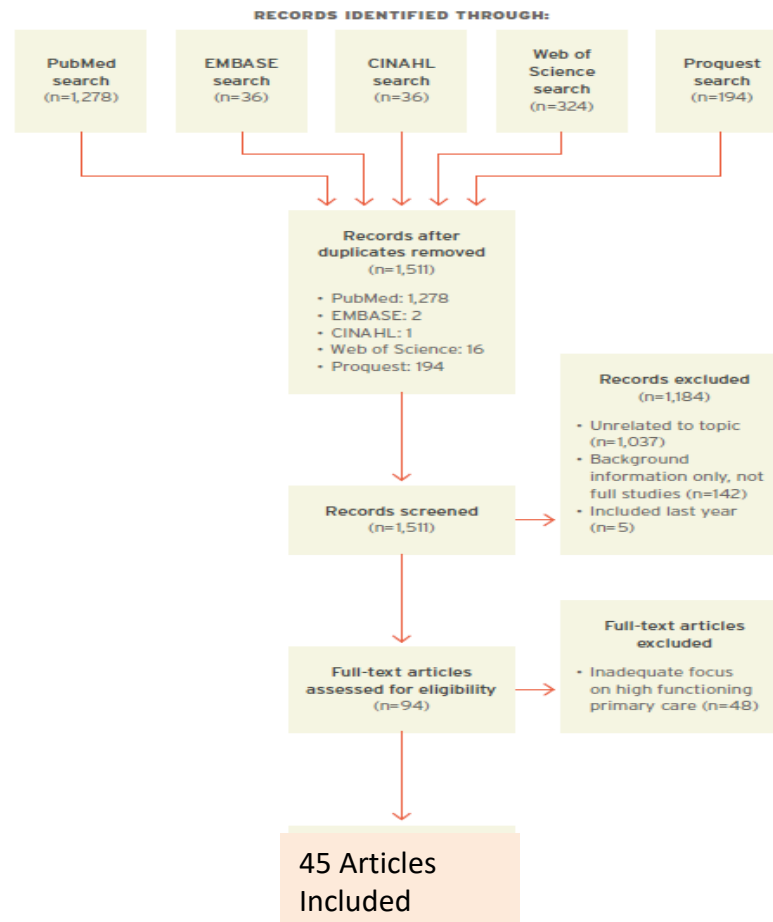 RECORDS IDENTIFIED THROUGH:
PubMed
search
(n=1,278)
EMBASE
search
(n=36)
CINAHL
search
(n=36)
Web of
Science
search
(n=324)
Proquest
search
(n=194)
Records after
duplicates removed
(n=1,511)
• PubMed: 1,278
• EMBASE: 2
• CINAHL: 1
• Web of Science: 16
• Proquest: 194
Records excluded
(n=1,184)
• Unrelated to topic
(n=1,037)
• Background
information only, not
full studies (n=142)
• Included last year
(n=5)
Records screened
(n=1,511)
Full-text articles
excluded
• Inadequate focus
on high functioning
primary care (n=48)
Full-text articles
assessed for eligibility
(n=94)
45 Articles
Included